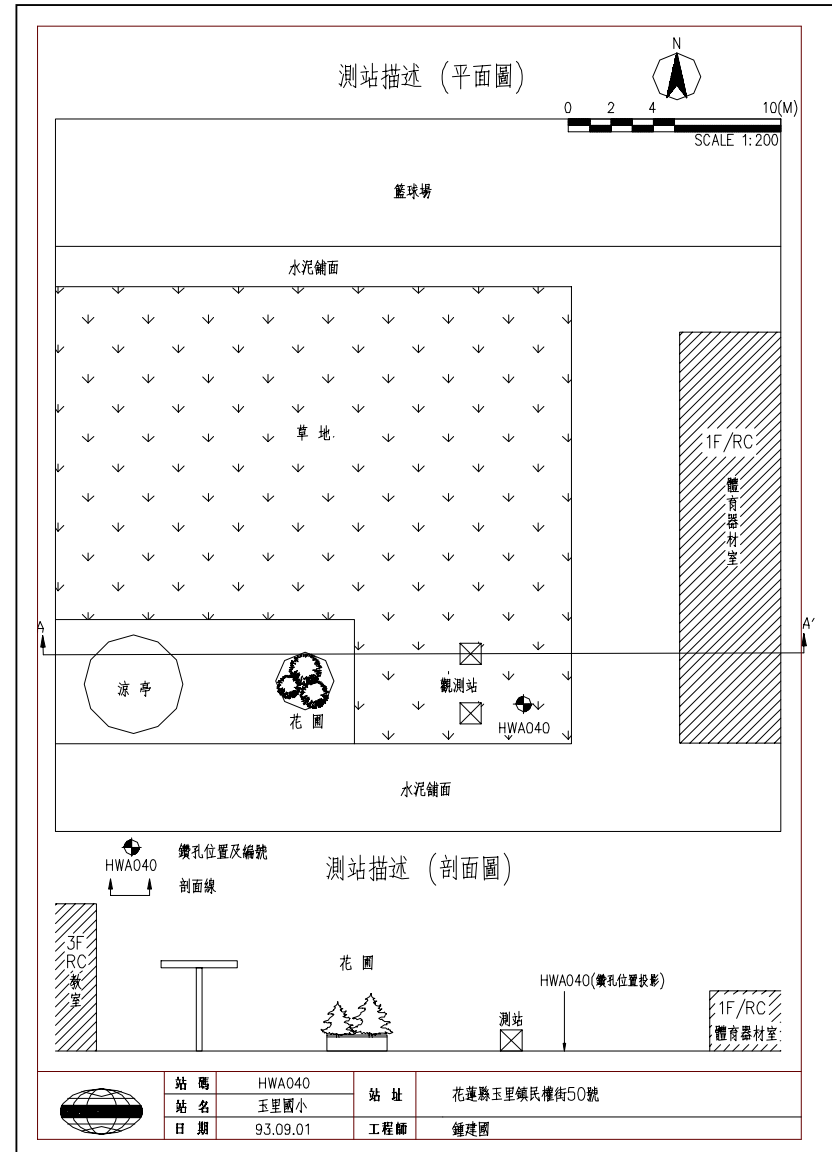 測站描述 (平面圖)
N
0 2 4 10(M)
SCALE 1:200
籃球場
水泥舖面
草地
1F/RC
體育器材室
A A'
涼亭
花圃
觀測站
HWA040
水泥舖面
HWA040 鑽孔位置及編號
剖面線
測站描述 (剖面圖)
3F
RC
教室
花圃
HWA040(鑽孔位置投影)
測站
1F/RC
體育器材室
站碼 HWA040
站名 玉里國小
日期 93.09.01
站址 花蓮縣玉里鎮民權街50號
工程師 鍾建國